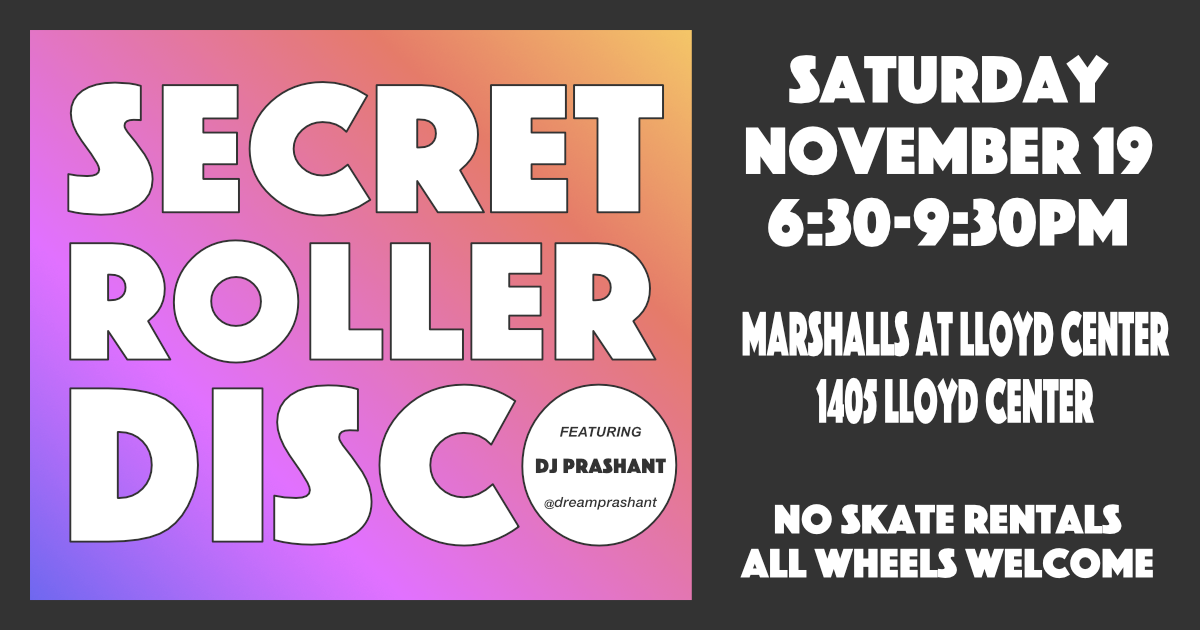 SECRET
ROLLER
DISCO
FEATURING
DJ PRASHANT
@dreamprashant
SATURDAY
NOVEMBER 19
6:30-9:30PM
MARSHALLS AT LLOYD CENTER
1405 LLOYD CENTER
NO SKATE RENTALS
ALL WHEELS WELCOME